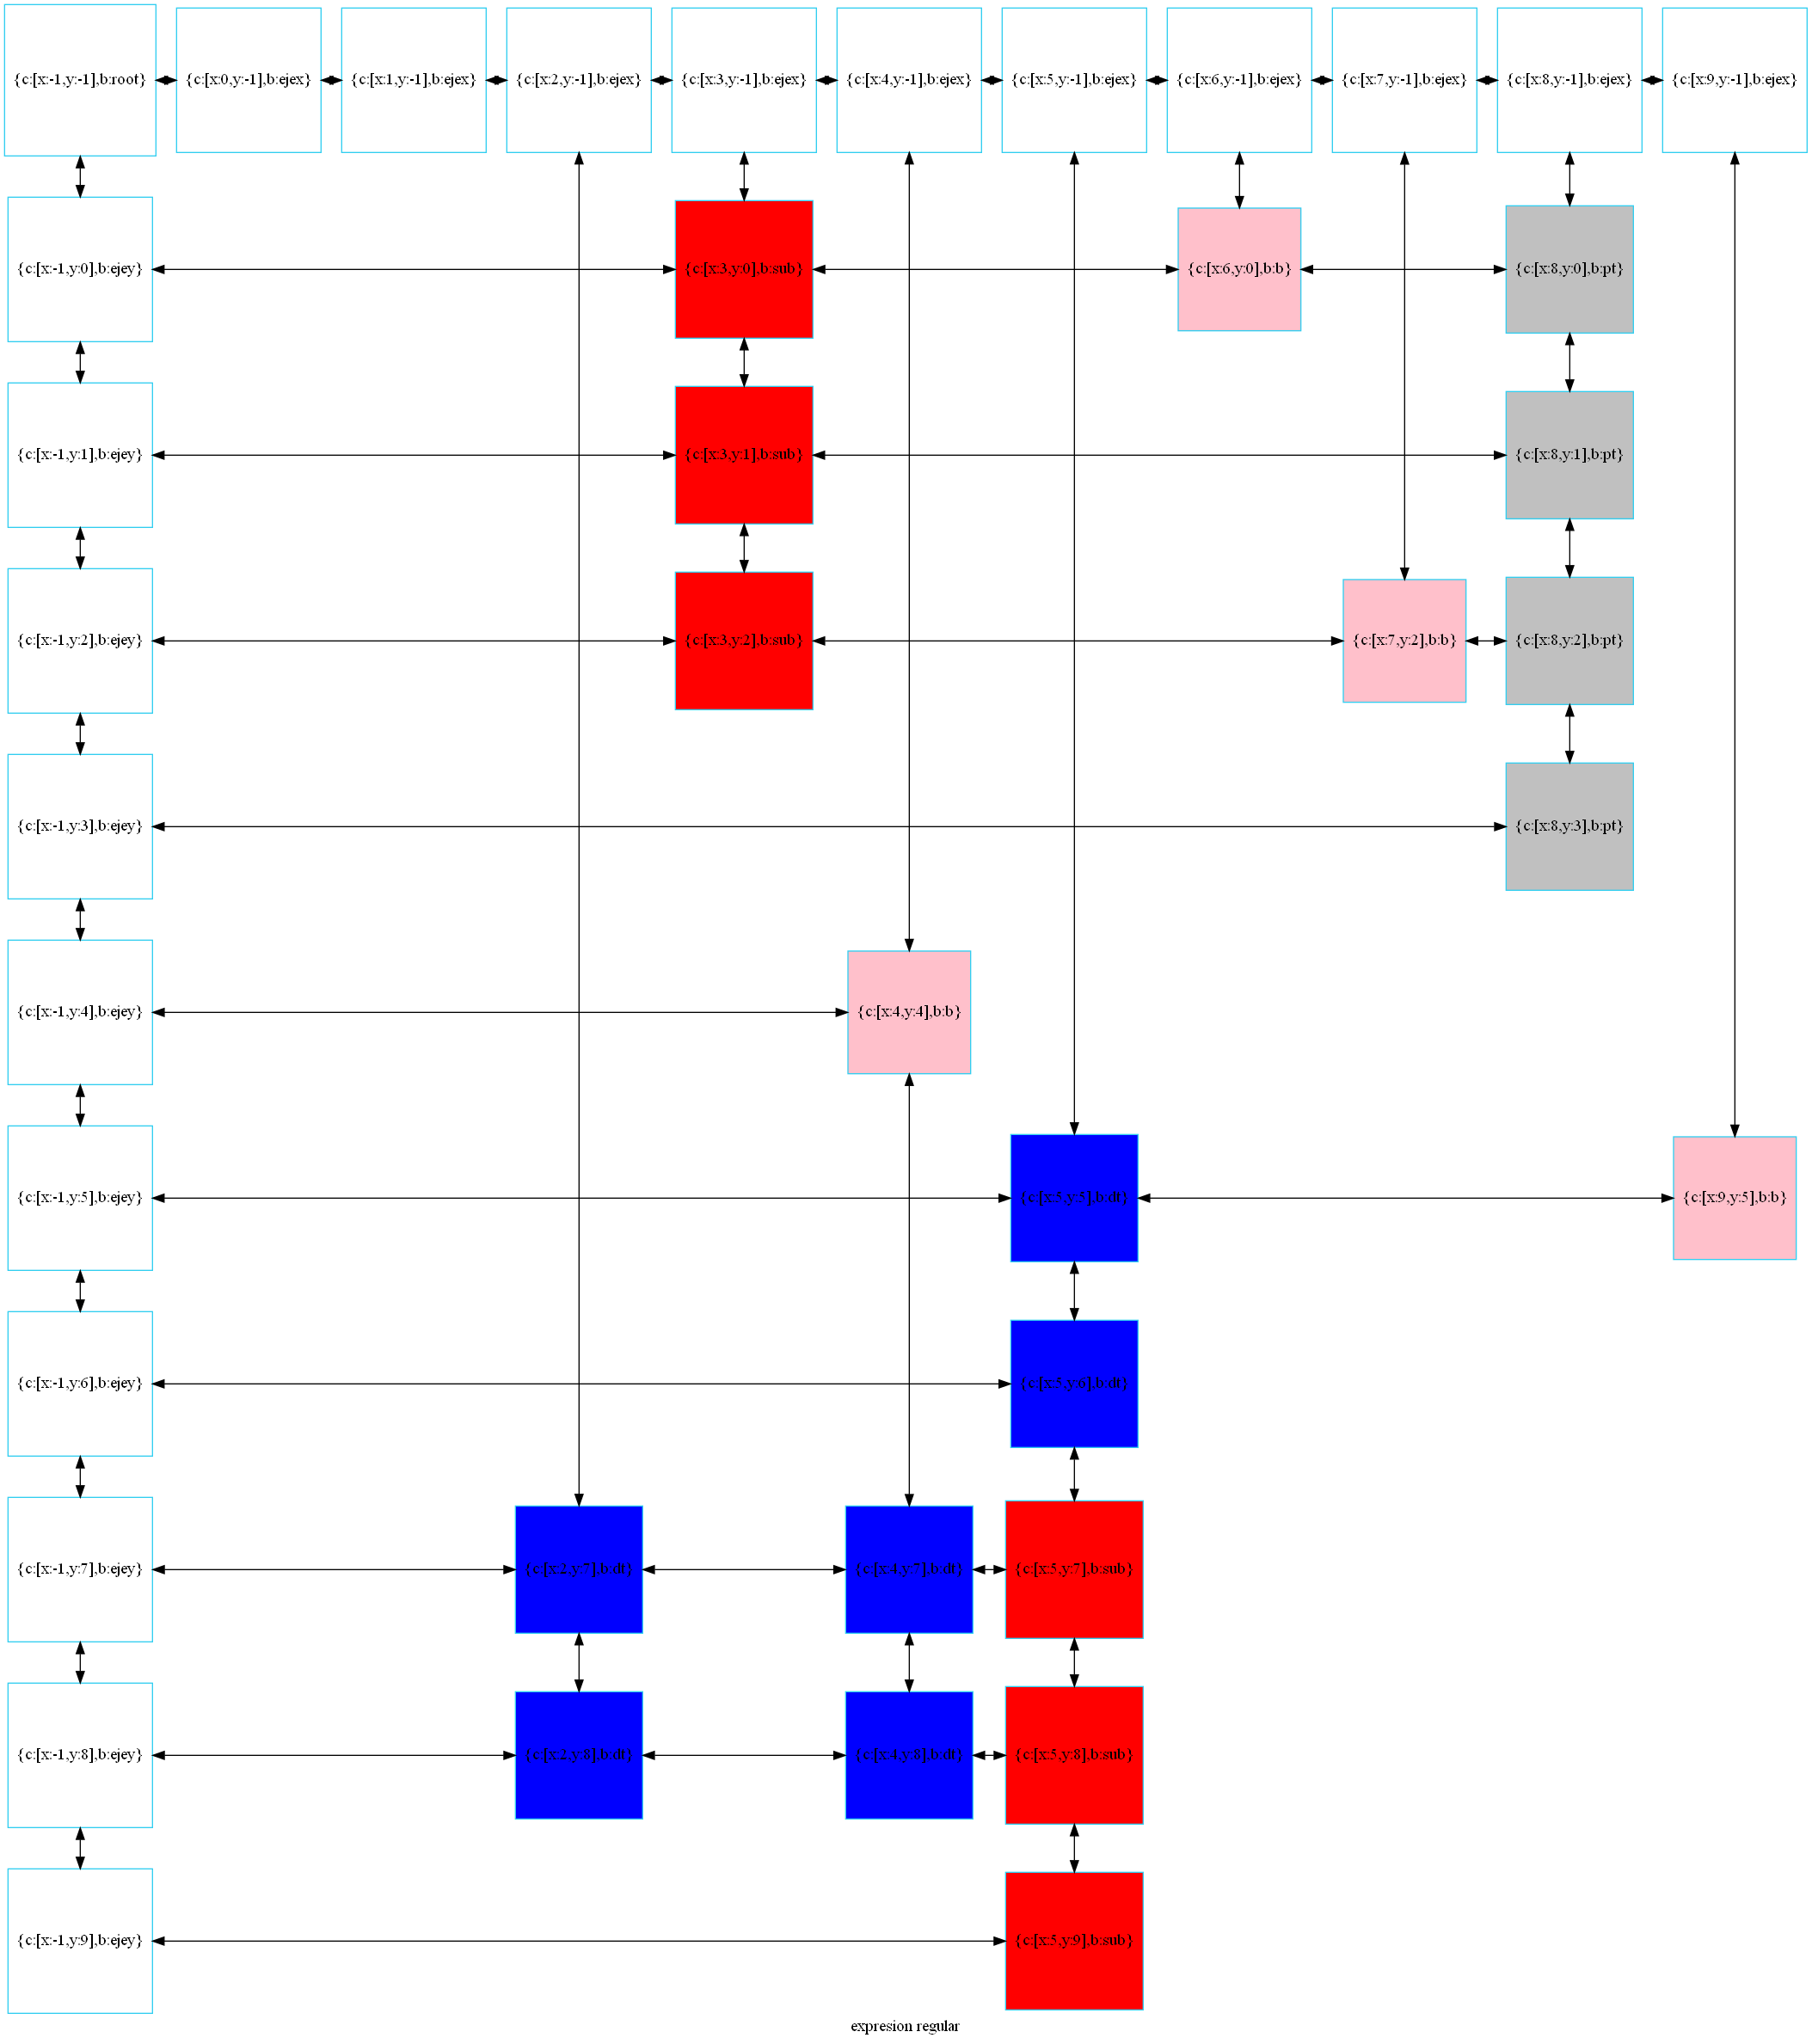 {c:[x:-1,y:-1],b:root} {c:[x:0,y:-1],b:ejex} {c:[x:1,y:-1],b:ejex} {c:[x:2,y:-1],b:ejex} {c:[x:3,y:-1],b:ejex} {c:[x:4,y:-1],b:ejex} {c:[x:5,y:-1],b:ejex} {c:[x:6,y:-1],b:ejex} {c:[x:7,y:-1],b:ejex} {c:[x:8,y:-1],b:ejex} {c:[x:9,y:-1],b:ejex}
{c:[x:-1,y:0],b:ejey} {c:[x:3,y:0],b:sub} {c:[x:6,y:0],b:b} {c:[x:8,y:0],b:pt}
{c:[x:-1,y:1],b:ejey} {c:[x:3,y:1],b:sub} {c:[x:8,y:1],b:pt}
{c:[x:-1,y:2],b:ejey} {c:[x:3,y:2],b:sub} {c:[x:7,y:2],b:b} {c:[x:8,y:2],b:pt}
{c:[x:-1,y:3],b:ejey} {c:[x:8,y:3],b:pt}
{c:[x:-1,y:4],b:ejey} {c:[x:4,y:4],b:b}
{c:[x:-1,y:5],b:ejey} {c:[x:5,y:5],b:dt} {c:[x:9,y:5],b:b}
{c:[x:-1,y:6],b:ejey} {c:[x:5,y:6],b:dt}
{c:[x:-1,y:7],b:ejey} {c:[x:2,y:7],b:dt} {c:[x:4,y:7],b:dt} {c:[x:5,y:7],b:sub}
{c:[x:-1,y:8],b:ejey} {c:[x:2,y:8],b:dt} {c:[x:4,y:8],b:dt} {c:[x:5,y:8],b:sub}
{c:[x:-1,y:9],b:ejey} {c:[x:5,y:9],b:sub}
expresion regular